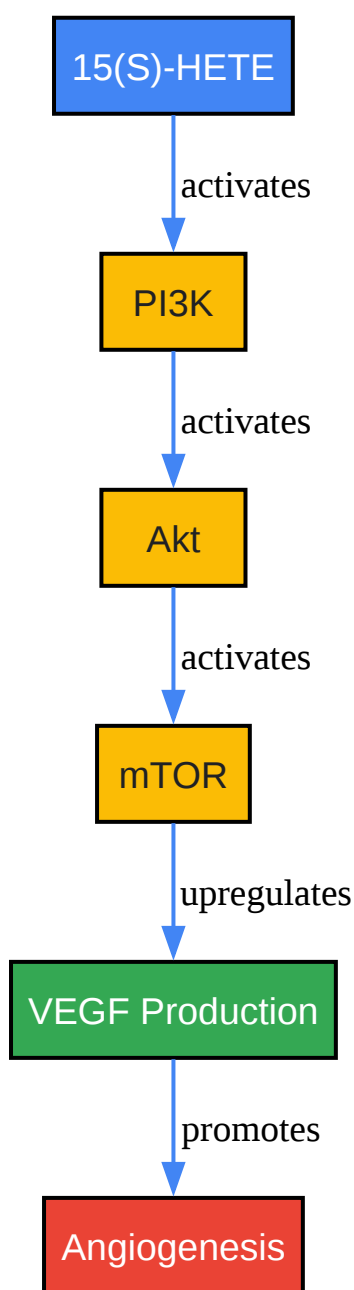 15(S)-HETE
activates
PI3K
activates
Akt
activates
mTOR
upregulates
VEGF Production
promotes
Angiogenesis